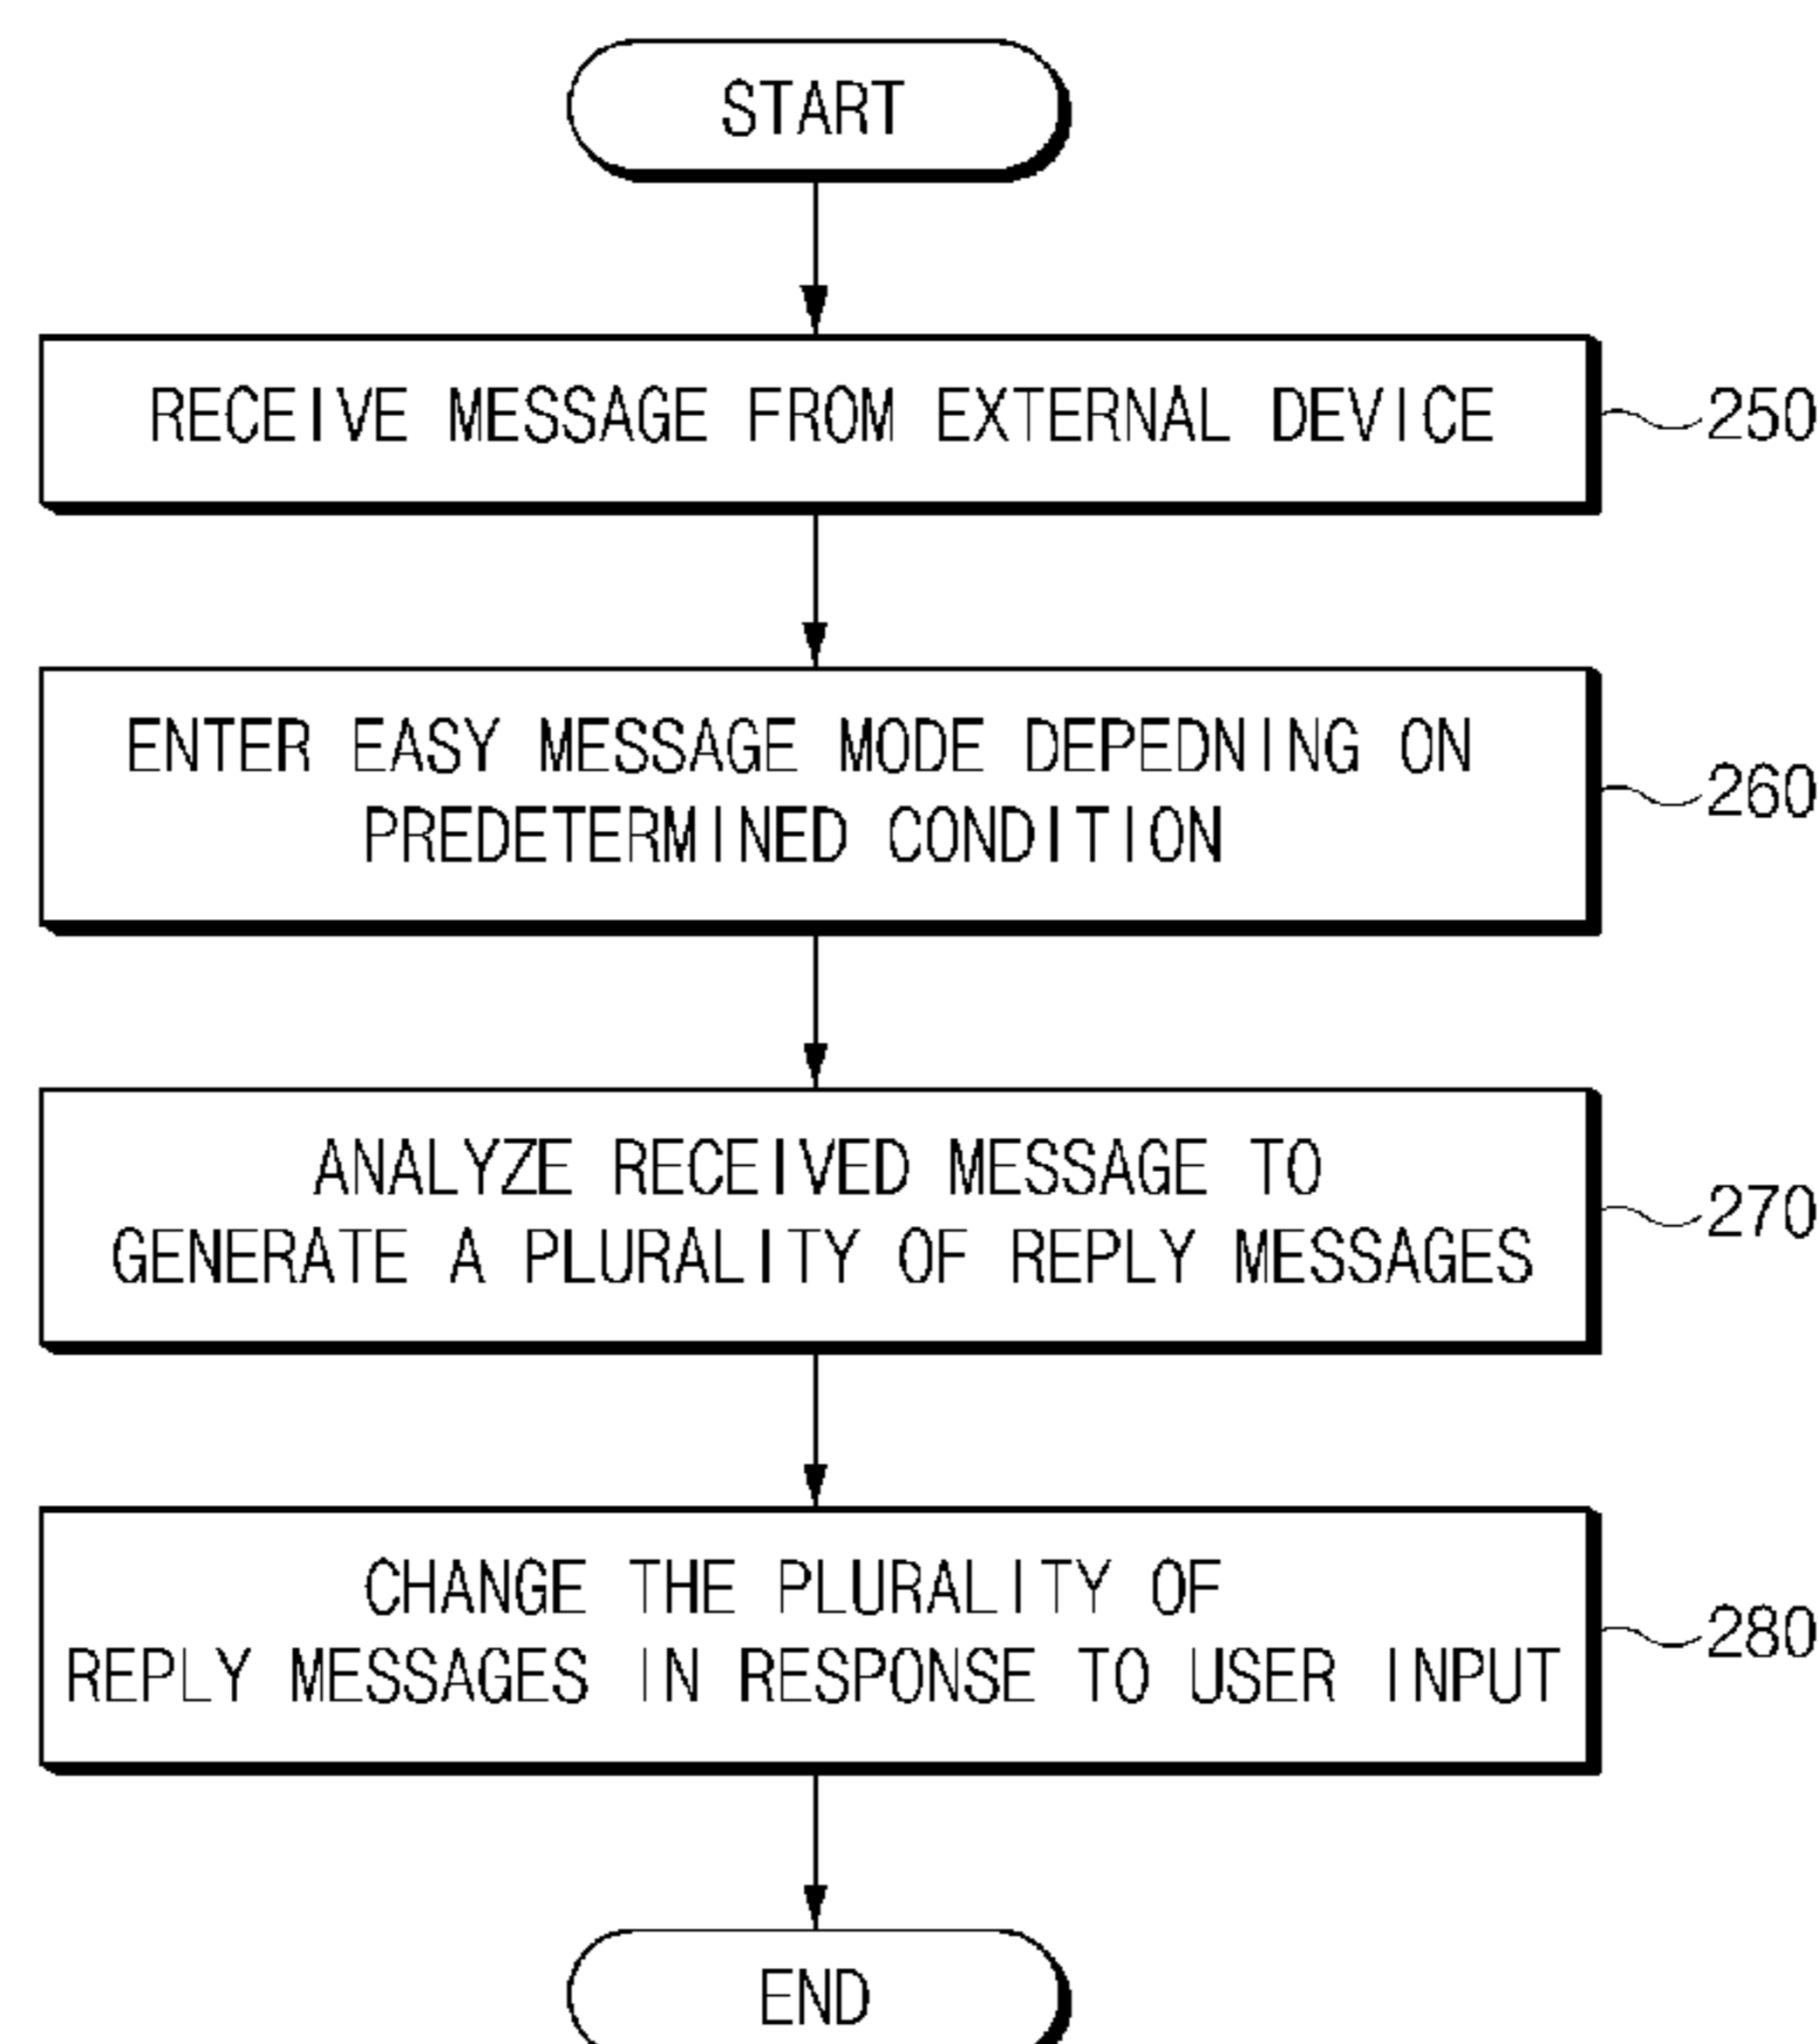 START
RECEIVE MESSAGE FROM EXTERNAL DEVICE
250
ENTER EASY MESSAGE MODE DEPEDNING ON
PREDETERMINED CONDITION
260
ANALYZE RECEIVED MESSAGE TO
GENERATE A PLURALITY OF REPLY MESSAGES
270
CHANGE THE PLURALITY OF
REPLY MESSAGES IN RESPONSE TO USER INPUT
280
END